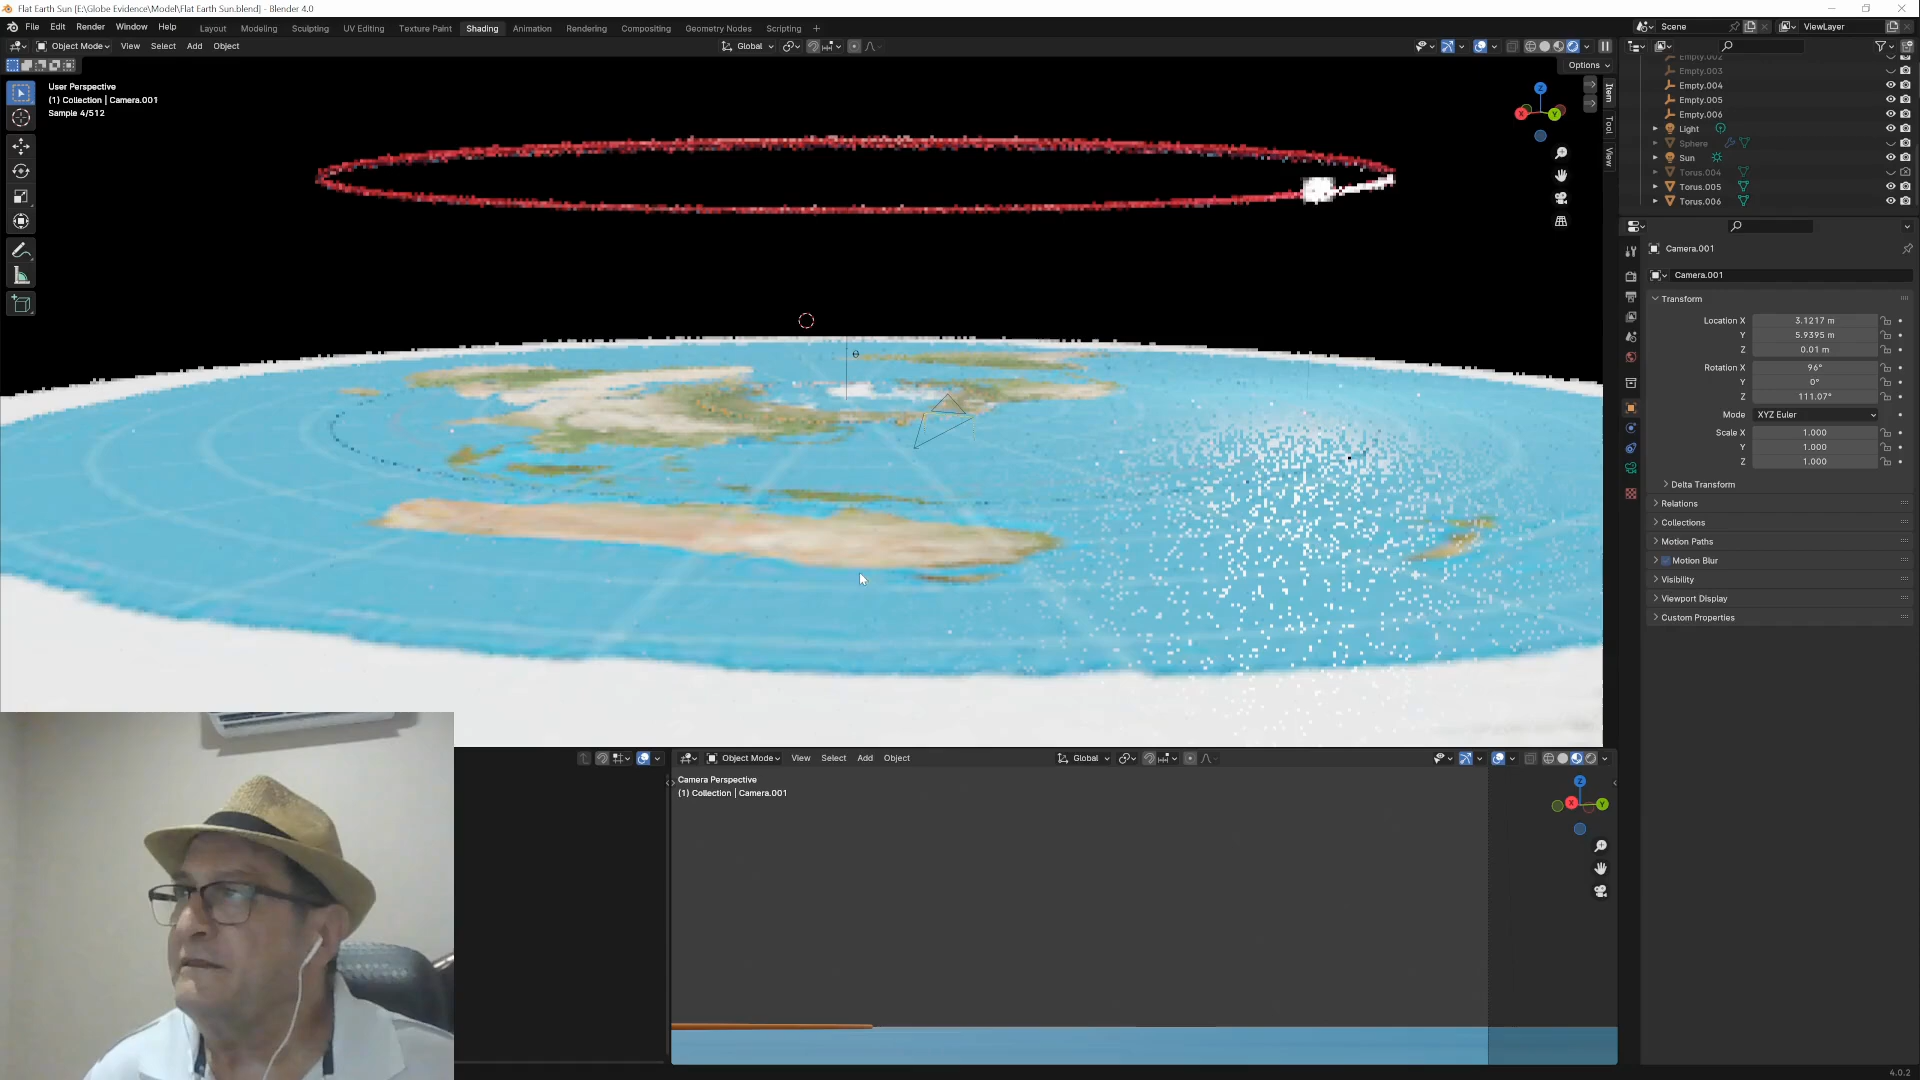 Flat Earth Sun [E:\Globe Evidence\Model\Flat Earth Sun.blend] - Blender 4.0
File Edit Render Window Help
Layout Modeling Sculpting UV Editing Texture Paint Shading Animation Rendering Compositing Geometry Nodes Scripting +
Scene
ViewLayer
Object Mode View Select Add Object
Global
Options
User Perspective
(1) Collection | Camera.001
Sample 4/512
Z
X
Y
Item
Tool
View
Empty.002
Empty.003
Empty.004
Empty.005
Empty.006
Light
Sphere
Sun
Torus.004
Torus.005
Torus.006
Camera.001
Camera.001
Transform
Location X 3.1217 m
Y 5.9395 m
Z 0.01 m
Rotation X 96°
Y 0°
Z 111.07°
Mode XYZ Euler
Scale X 1.000
Y 1.000
Z 1.000
Delta Transform
Relations
Collections
Motion Paths
Motion Blur
Visibility
Viewport Display
Custom Properties
Object Mode View Select Add Object
Global
Camera Perspective
(1) Collection | Camera.001
Z
X
Y
4.0.2